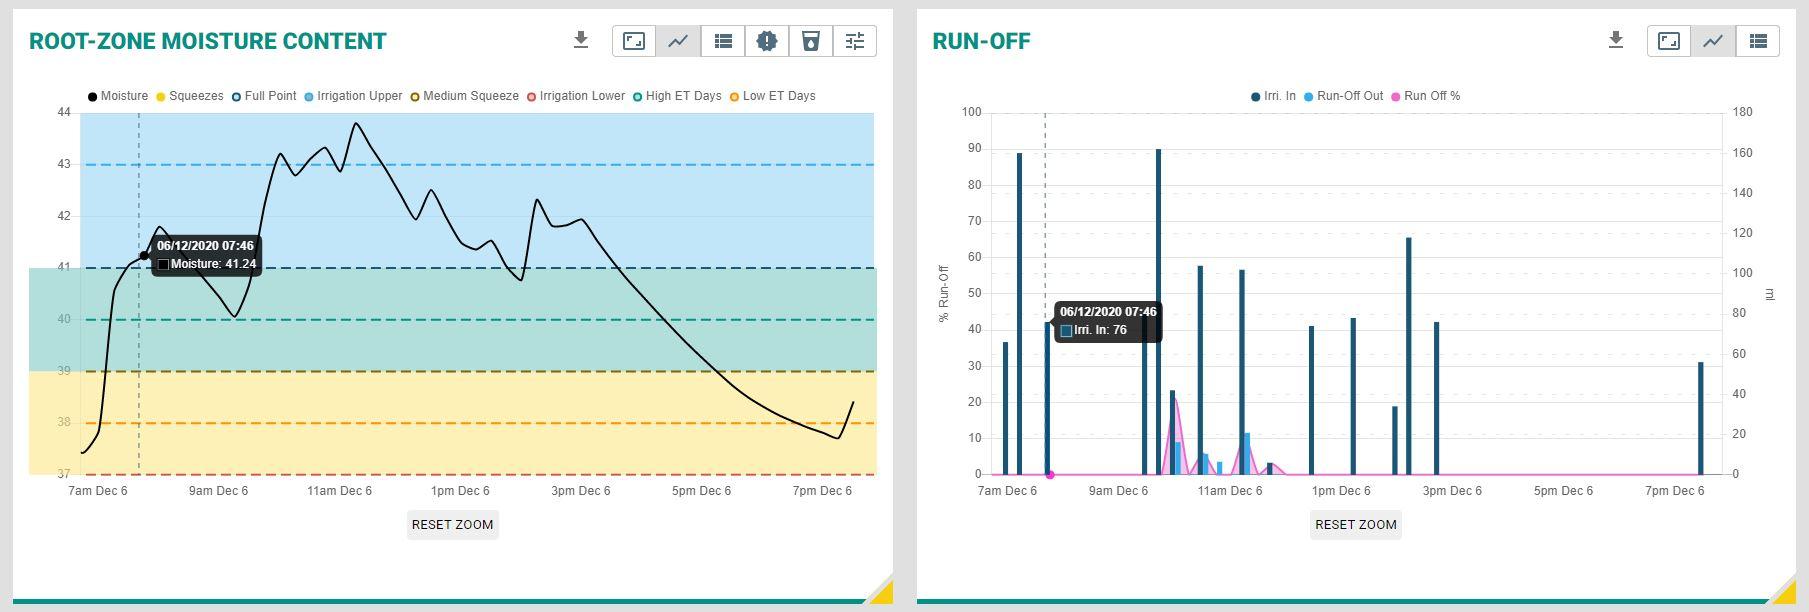 ROOT-ZONE MOISTURE CONTENT
Moisture Squeezes Full Point Irrigation Upper Medium Squeeze Irrigation Lower High ET Days Low ET Days
44
43
42
41
40
39
38
37
06/12/2020 07:46
Moisture: 41.24
7am Dec 6 9am Dec 6 11am Dec 6 1pm Dec 6 3pm Dec 6 5pm Dec 6 7pm Dec 6
RESET ZOOM
RUN-OFF
Irri. In Run-Off Out Run Off %
% Run-Off
100
90
80
70
60
50
40
30
20
10
0
06/12/2020 07:46
Irri. In: 76
180
160
140
120
100
80
60
40
20
0
ml
7am Dec 6 9am Dec 6 11am Dec 6 1pm Dec 6 3pm Dec 6 5pm Dec 6 7pm Dec 6
RESET ZOOM